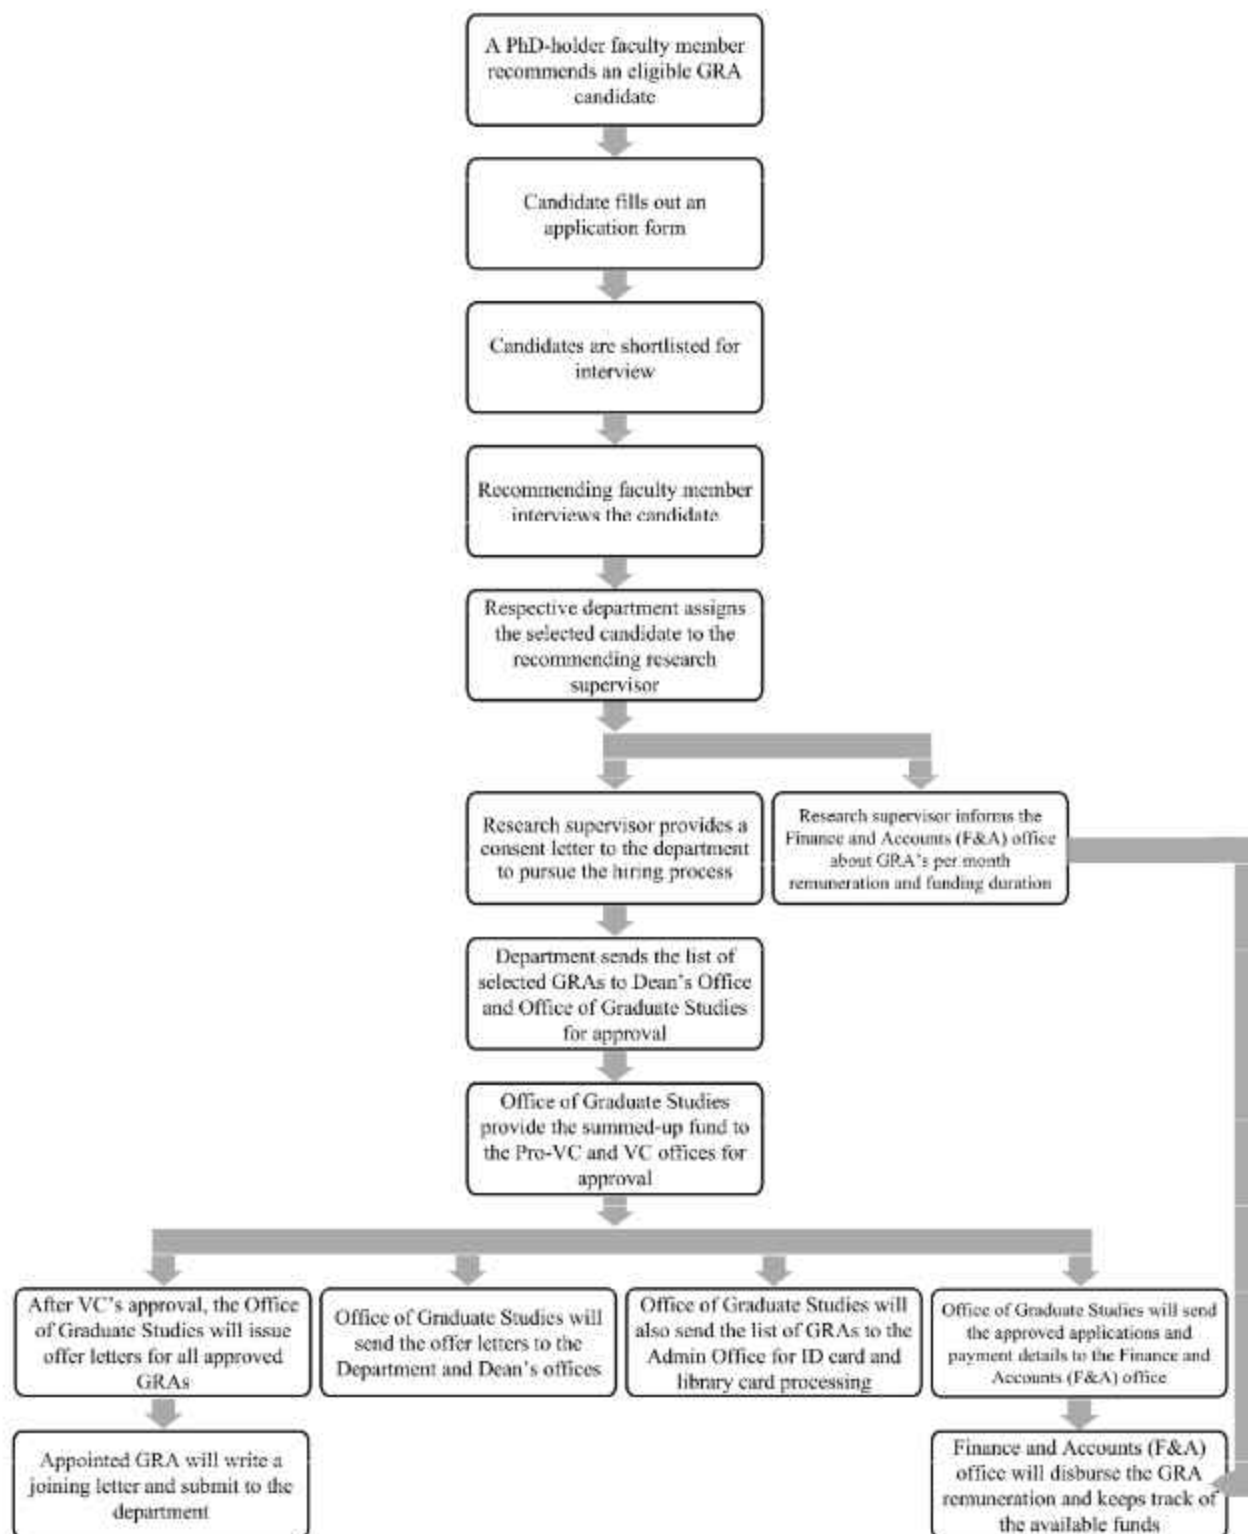 A PhD-holder faculty member
recommends an eligible GRA
candidate
Candidate fills out an
application form
Candidates are shortlisted for
interview
Recommending faculty member
interviews the candidate
Respective department assigns
the selected candidate to the
recommending research
supervisor
Research supervisor provides a
consent letter to the department
to pursue the hiring process
Research supervisor informs the
Finance and Accounts (F&A) office
about GRA's per month
remuneration and funding duration
Department sends the list of
selected GRAs to Dean's Office
and Office of Graduate Studies
for approval
Office of Graduate Studies
provide the summed-up fund to
the Pro-VC and VC offices for
approval
After VC's approval, the Office
of Graduate Studies will issue
offer letters for all approved
GRAs
Office of Graduate Studies will
send the offer letters to the
Department and Dean's offices
Office of Graduate Studies will
also send the list of GRAs to the
Admin Office for ID card and
library card processing
Office of Graduate Studies will send
the approved applications and
payment details to the Finance and
Accounts (F&A) office
Appointed GRA will write a
joining letter and submit to the
department
Finance and Accounts (F&A)
office will disburse the GRA
remuneration and keeps track of
the available funds